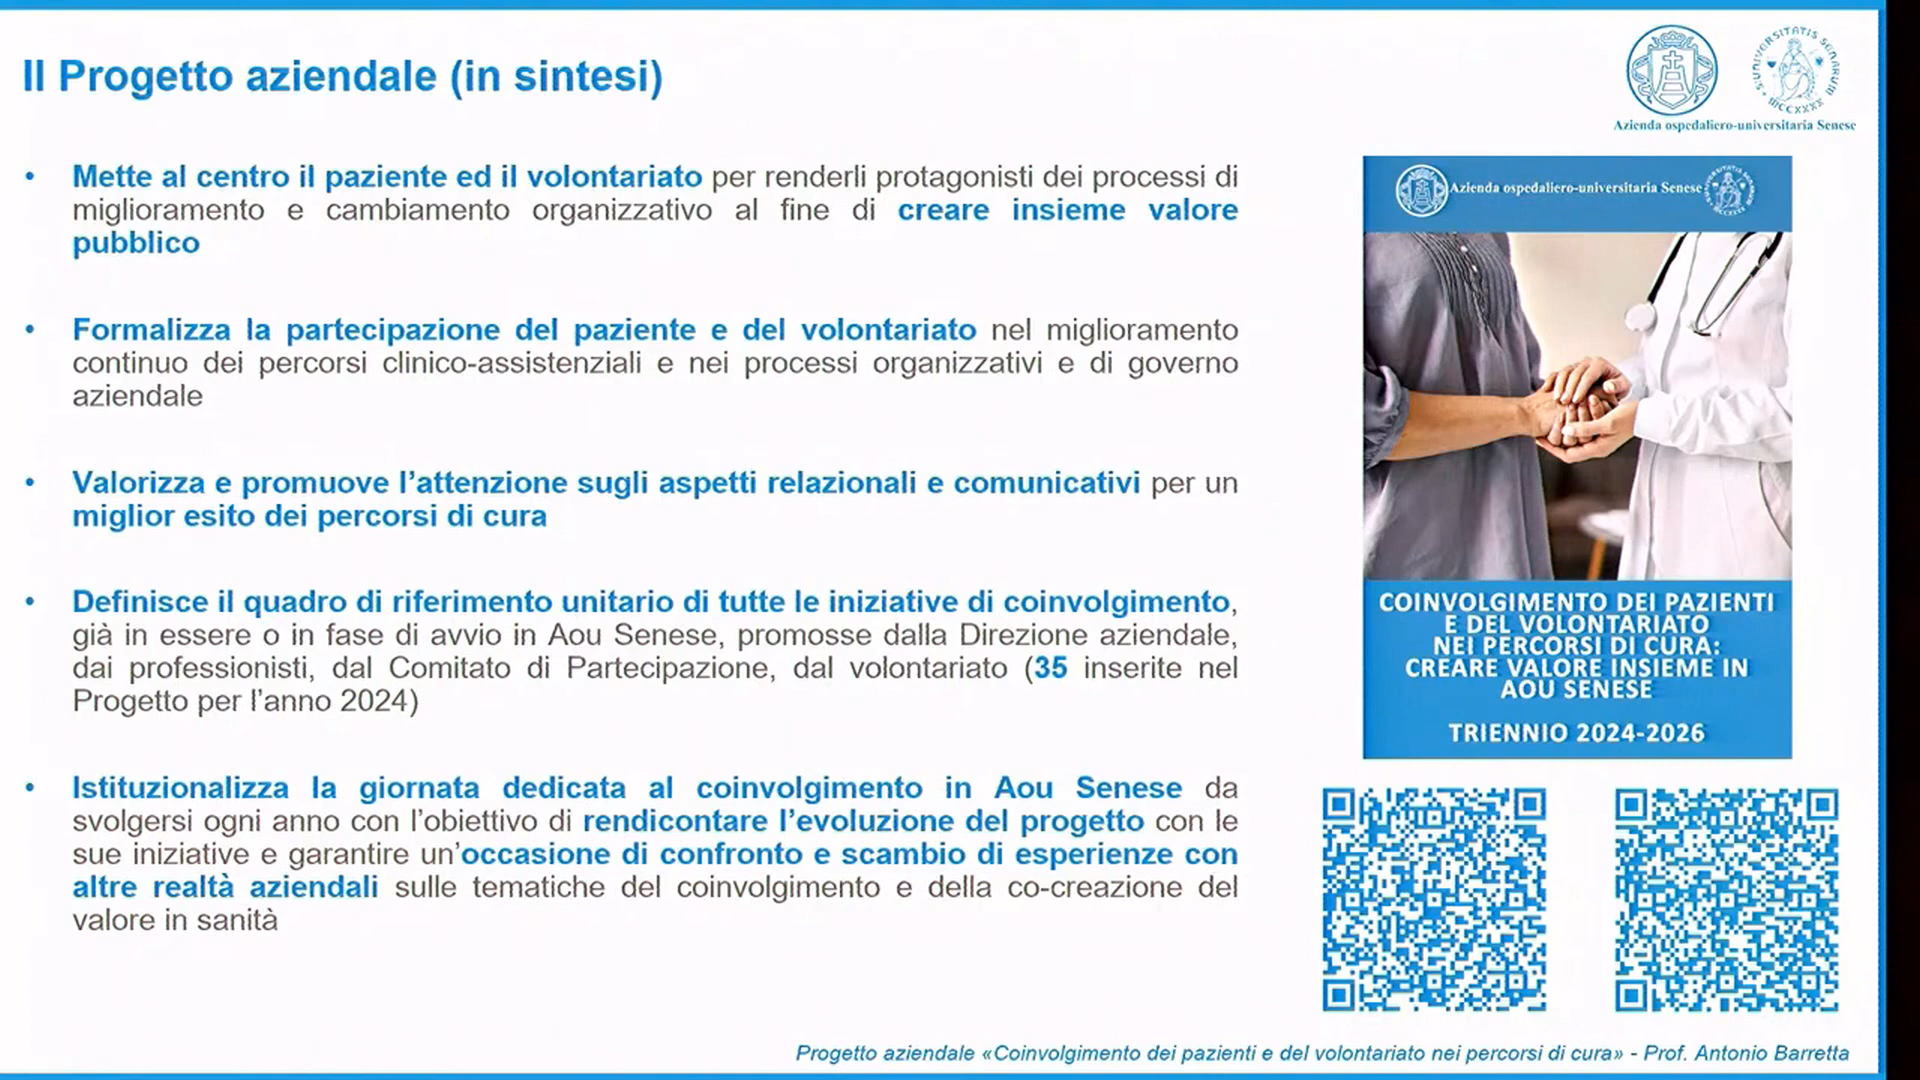 Il Progetto aziendale (in sintesi)
Azienda ospedaliero-universitaria Senese
• Mette al centro il paziente ed il volontariato per renderli protagonisti dei processi di
miglioramento e cambiamento organizzativo al fine di creare insieme valore
pubblico
• Formalizza la partecipazione del paziente e del volontariato nel miglioramento
continuo dei percorsi clinico-assistenziali e nei processi organizzativi e di governo
aziendale
• Valorizza e promuove l’attenzione sugli aspetti relazionali e comunicativi per un
miglior esito dei percorsi di cura
• Definisce il quadro di riferimento unitario di tutte le iniziative di coinvolgimento,
già in essere o in fase di avvio in Aou Senese, promosse dalla Direzione aziendale,
dai professionisti, dal Comitato di Partecipazione, dal volontariato (35 inserite nel
Progetto per l’anno 2024)
• Istituzionalizza la giornata dedicata al coinvolgimento in Aou Senese da
svolgersi ogni anno con l’obiettivo di rendicontare l’evoluzione del progetto con le
sue iniziative e garantire un’occasione di confronto e scambio di esperienze con
altre realtà aziendali sulle tematiche del coinvolgimento e della co-creazione del
valore in sanità
Azienda ospedaliero-universitaria Senese
COINVOLGIMENTO DEI PAZIENTI
E DEL VOLONTARIATO
NEI PERCORSI DI CURA:
CREARE VALORE INSIEME IN
AOU SENESE
TRIENNIO 2024-2026
Progetto aziendale «Coinvolgimento dei pazienti e del volontariato nei percorsi di cura» - Prof. Antonio Barretta